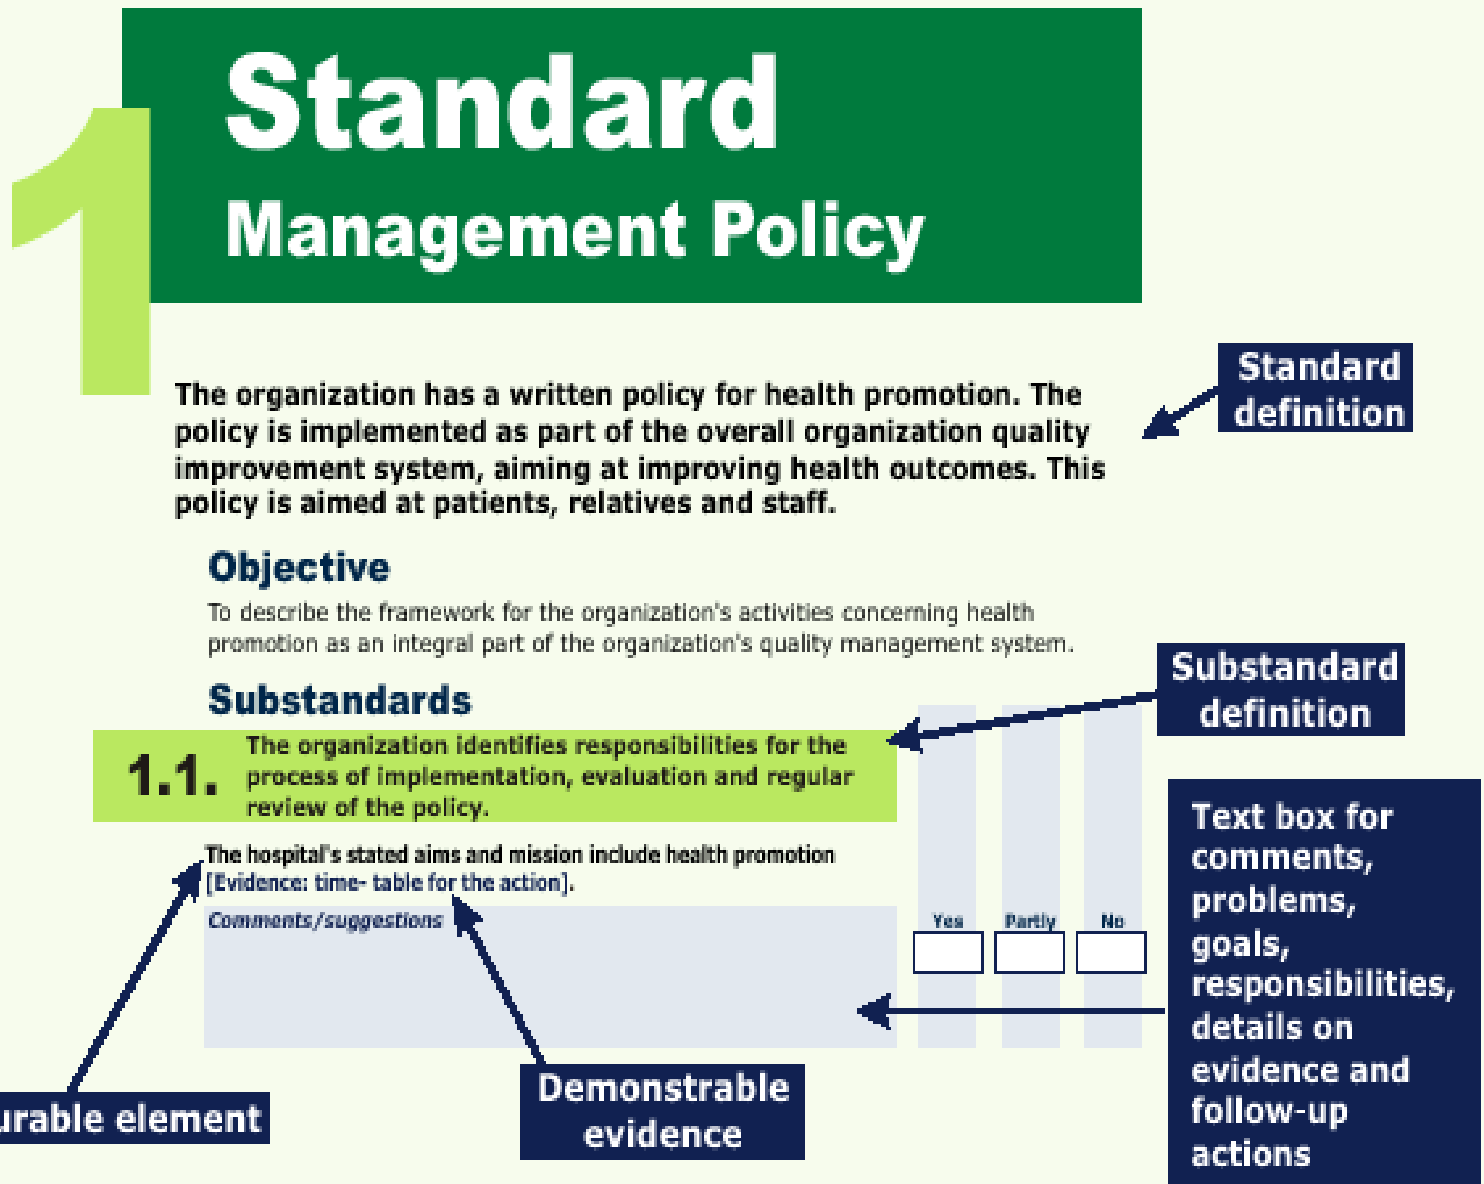 1
Standard
Management Policy
Standard
definition
The organization has a written policy for health promotion. The
policy is implemented as part of the overall organization quality
improvement system, aiming at improving health outcomes. This
policy is aimed at patients, relatives and staff.
Objective
To describe the framework for the organization's activities concerning health
promotion as an integral part of the organization's quality management system.
Substandard
definition
Substandards
1.1.
The organization identifies responsibilities for the
process of implementation, evaluation and regular
review of the policy.
The hospital's stated aims and mission include health promotion
[Evidence: time- table for the action].
Comments/suggestions
Yes Partly No
Text box for
comments,
problems,
goals,
responsibilities,
details on
evidence and
follow-up
actions
urable element
Demonstrable
evidence